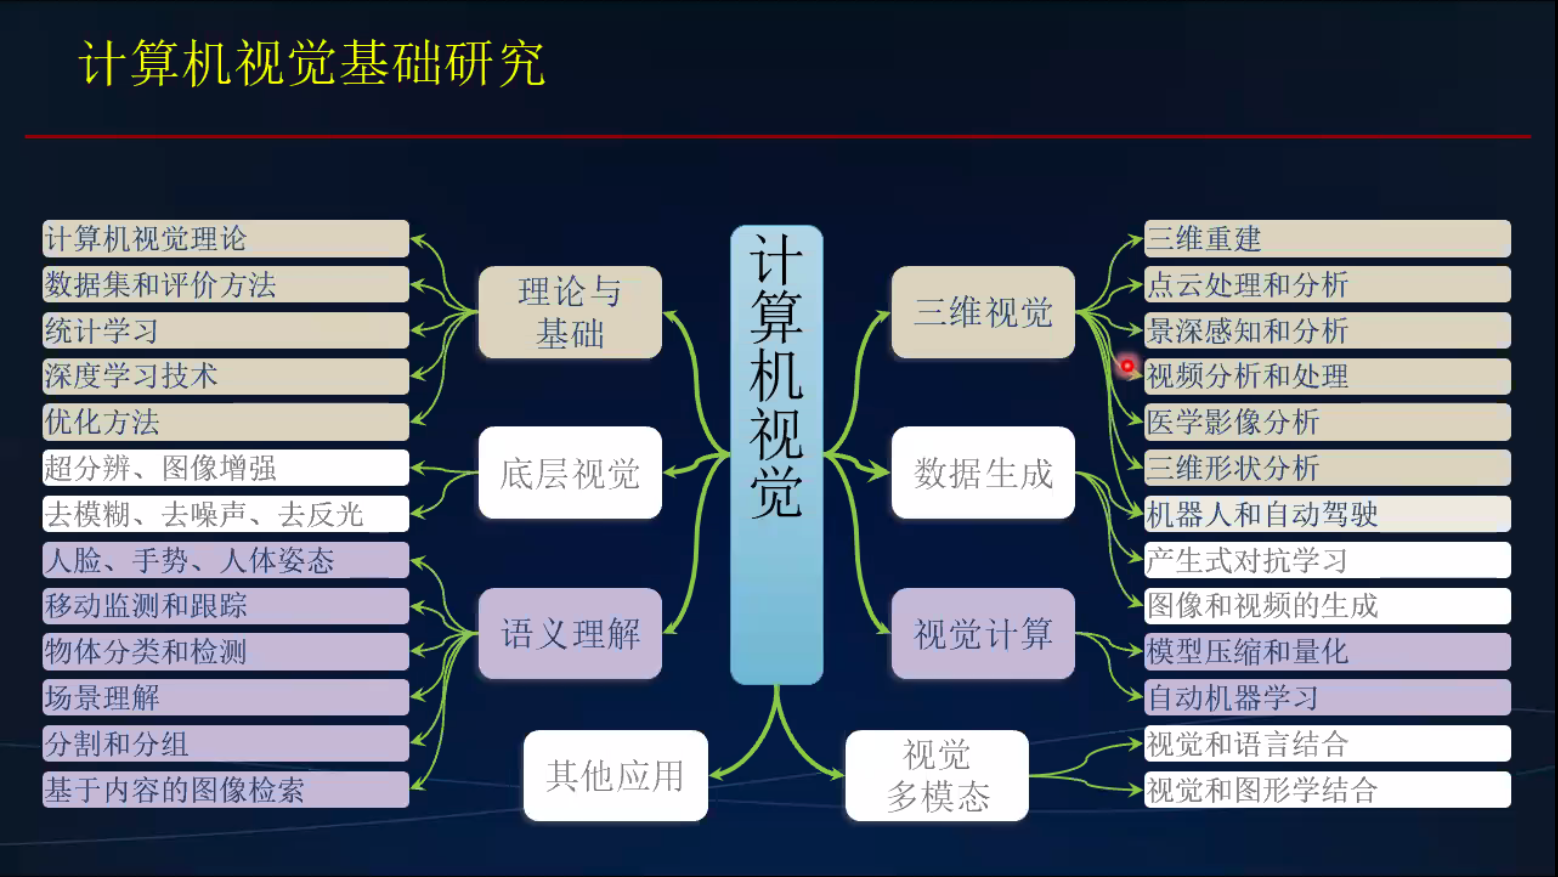 计算机视觉基础研究
计算机视觉理论
数据集和评价方法
统计学习
深度学习技术
优化方法
超分辨、图像增强
去模糊、去噪声、去反光
人脸、手势、人体姿态
移动监测和跟踪
物体分类和检测
场景理解
分割和分组
基于内容的图像检索
理论与
基础
底层视觉
语义理解
其他应用
计算机视觉
三维视觉
数据生成
视觉计算
视觉
多模态
三维重建
点云处理和分析
景深感知和分析
视频分析和处理
医学影像分析
三维形状分析
机器人和自动驾驶
产生式对抗学习
图像和视频的生成
模型压缩和量化
自动机器学习
视觉和语言结合
视觉和图形学结合